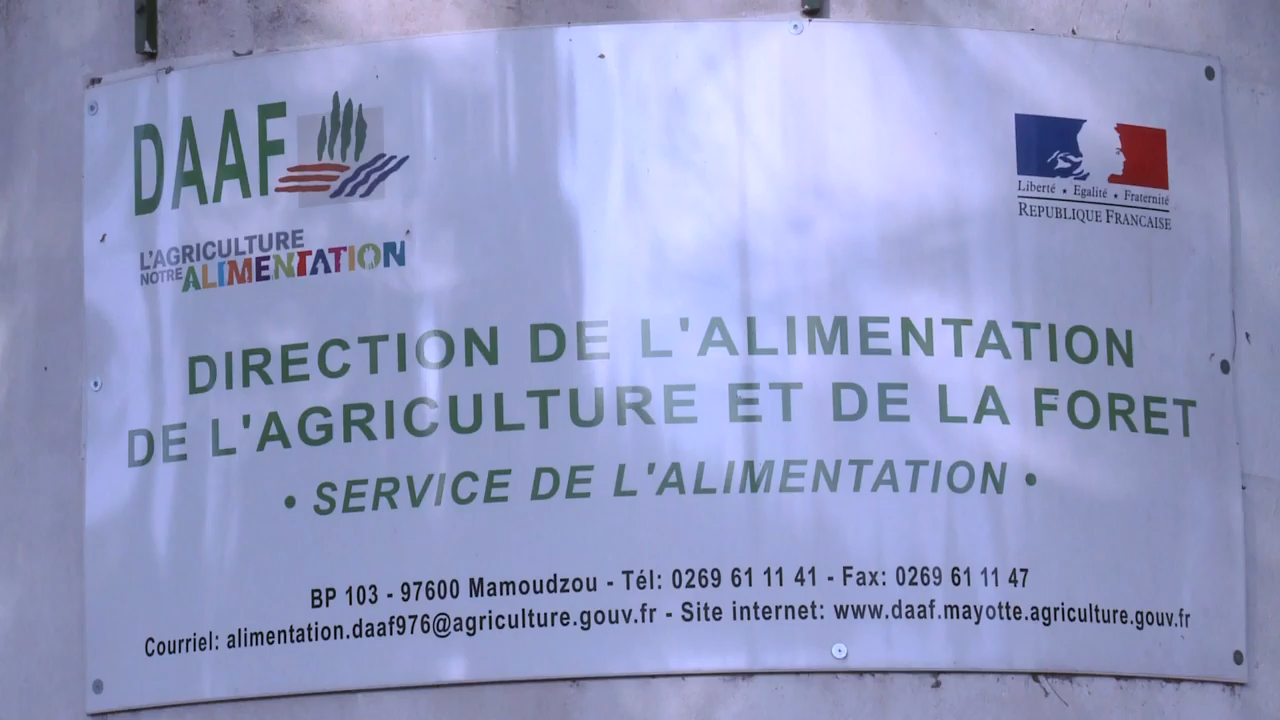 DAAF
L'AGRICULTURE
NOTRE ALIMENTATION
Liberté • Egalité • Fraternité
REPUBLIQUE FRANCAISE
DIRECTION DE L'ALIMENTATION
DE L'AGRICULTURE ET DE LA FORET
• SERVICE DE L'ALIMENTATION •
BP 103 - 97600 Mamoudzou - Tél: 0269 61 11 41 - Fax: 0269 61 11 47
Courriel: alimentation.daaf976@agriculture.gouv.fr - Site internet: www.daaf.mayotte.agriculture.gouv.fr